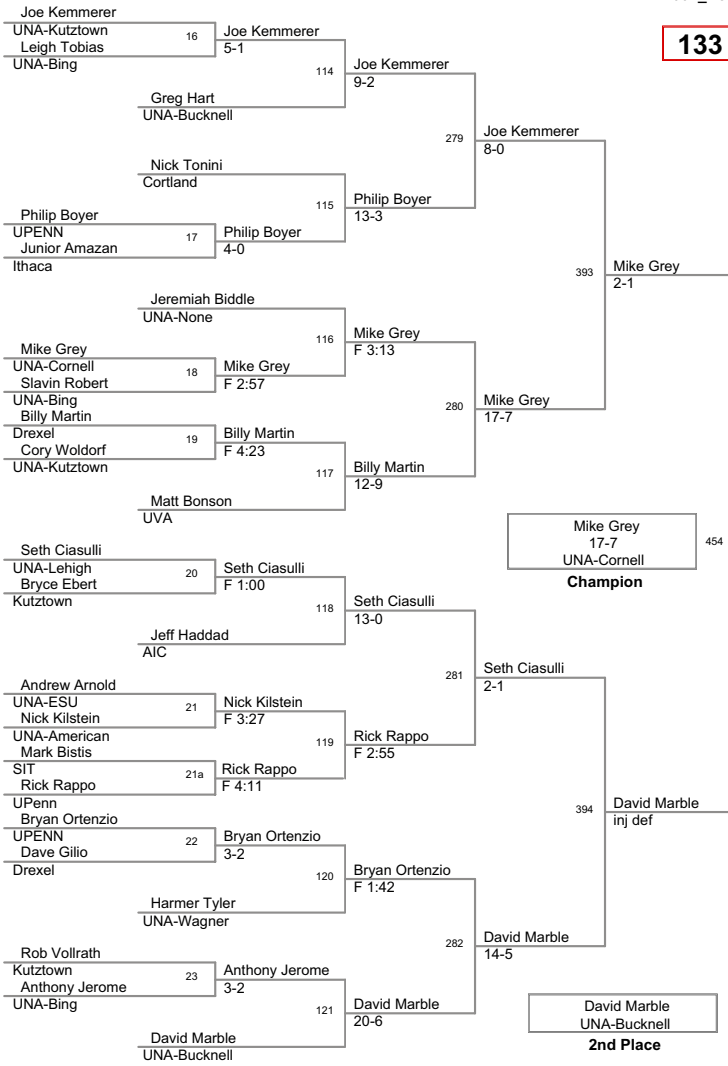 133
Joe Kemmerer
UNA-Kutztown
16
Leigh Tobias
UNA-Bing
Joe Kemmerer
5-1
114
Greg Hart
UNA-Bucknell
Joe Kemmerer
9-2
279
Nick Tonini
Cortland
115
Philip Boyer
UPENN
17
Junior Amazan
Ithaca
Philip Boyer
4-0
Philip Boyer
13-3
Joe Kemmerer
8-0
393
Jeremiah Biddle
UNA-None
116
Mike Grey
UNA-Cornell
18
Slavin Robert
UNA-Bing
Mike Grey
F 2:57
Mike Grey
F 3:13
280
Billy Martin
Drexel
19
Cory Woldorf
UNA-Kutztown
Billy Martin
F 4:23
117
Matt Bonson
UVA
Billy Martin
12-9
Mike Grey
17-7
Mike Grey
2-1
Mike Grey
17-7
UNA-Cornell
454
Champion
Seth Ciasulli
UNA-Lehigh
20
Bryce Ebert
Kutztown
Seth Ciasulli
F 1:00
118
Jeff Haddad
AIC
Seth Ciasulli
13-0
281
Andrew Arnold
UNA-ESU
21
Nick Kilstein
UNA-American
Nick Kilstein
F 3:27
119
Mark Bistis
SIT
21a
Rick Rappo
UPenn
Rick Rappo
F 4:11
Rick Rappo
F 2:55
Seth Ciasulli
2-1
394
Bryan Ortenzio
UPENN
22
Dave Gilio
Drexel
Bryan Ortenzio
3-2
120
Harmer Tyler
UNA-Wagner
Bryan Ortenzio
F 1:42
282
Rob Vollrath
Kutztown
23
Anthony Jerome
UNA-Bing
Anthony Jerome
3-2
121
David Marble
UNA-Bucknell
David Marble
20-6
David Marble
14-5
David Marble
inj def
David Marble
UNA-Bucknell
2nd Place